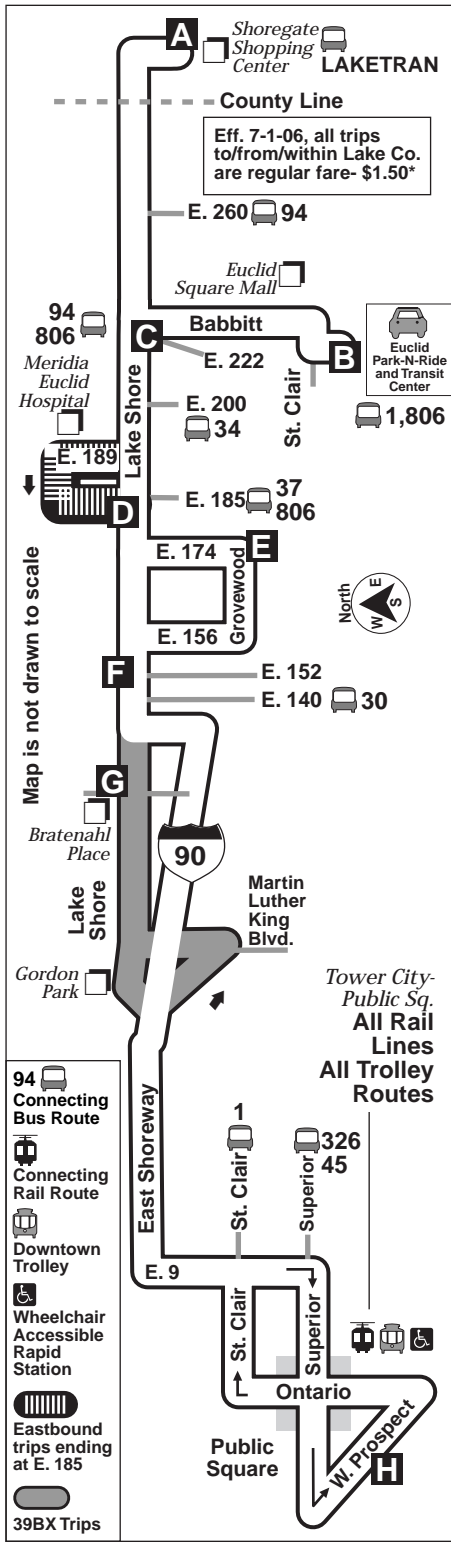 A
Shoregate
Shopping
Center
LAKETRAN
County Line
Eff. 7-1-06, all trips
to/from/within Lake Co.
are regular fare- $1.50*
E. 260 94
Euclid
Square Mall
94
806
C
Babbitt
B
Euclid
Park-N-Ride
and Transit
Center
1,806
E. 222
St. Clair
Meridia
Euclid
Hospital
Lake Shore
E. 200
34
E. 189
D
E. 185 37
806
E. 174
E
Grovewood
E. 156
North
E
S
W
Map is not drawn to scale
F
E. 152
E. 140 30
G
Bratenahl
Place
90
Lake
Shore
Martin
Luther
King
Blvd.
Gordon
Park
Tower City-
Public Sq.
All Rail
Lines
All Trolley
Routes
East Shoreway
1
St. Clair
326
45
Superior
E. 9
St. Clair
Superior
Ontario
Public
Square
W. Prospect
H
94
Connecting
Bus Route
Connecting
Rail Route
Downtown
Trolley
Wheelchair
Accessible
Rapid
Station
Eastbound
trips ending
at E. 185
39BX Trips